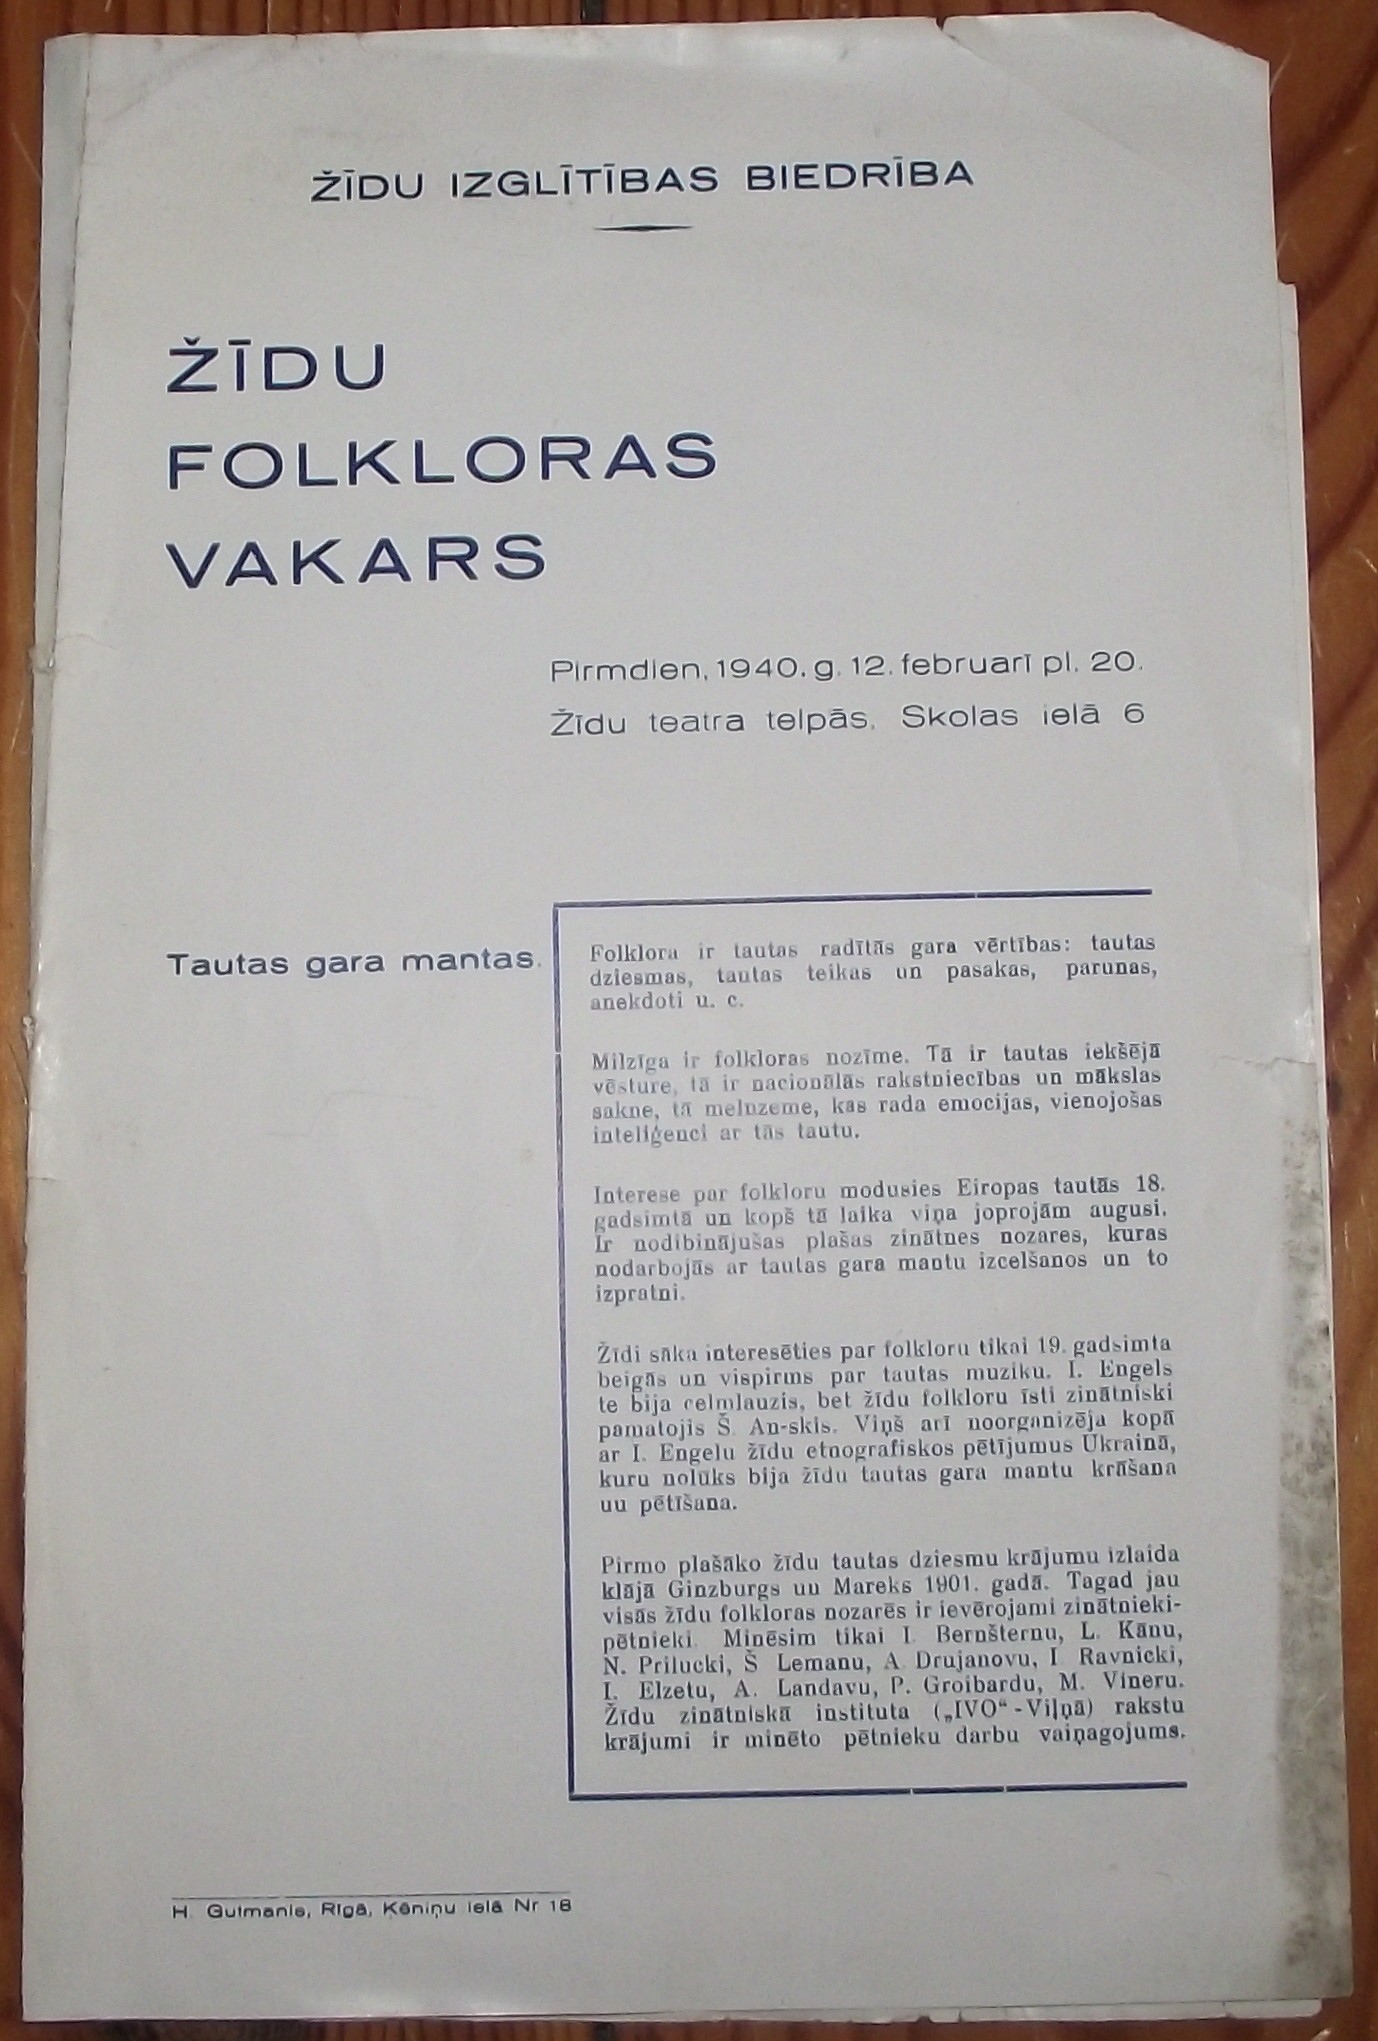 ŽĪDU IZGLĪTĪBAS BIEDRĪBA
ŽĪDU
FOLKLORAS
VAKARS
Pirmdien, 1940. g. 12. februarī pl. 20.
Žīdu teatra telpās, Skolas ielā 6
Tautas gara mantas.
Folklora ir tautas radītās gara vērtības: tautas
dziesmas, tautas teikas un pasakas, parunas,
anekdoti u. c.
Milzīga ir folkloras nozīme. Tā ir tautas iekšējā
vēsture, tā ir nacionālās rakstniecības un mākslas
sakne, tā melnzeme, kas rada emocijas, vienojošas
inteliģenci ar tās tautu.
Interese par folkloru modusies Eiropas tautās 18.
gadsimtā un kopš tā laika viņa joprojām augusi.
Ir nodibinājušas plašas zinātnes nozares, kuras
nodarbojās ar tautas gara mantu izcelšanos un to
izpratni.
Žīdi sāka interesēties par folkloru tikai 19. gadsimta
beigās un vispirms par tautas muziku. I. Engels
te bija celmlauzis, bet žīdu folkloru īsti zinātniski
pamatojis Š. An-skis. Viņš arī noorganizēja kopā
ar I. Engelu žīdu etnografiskos pētījumus Ukrainā,
kuru nolūks bija žīdu tautas gara mantu krāšana
uu pētīšana.
Pirmo plašāko žīdu tautas dziesmu krājumu izlaida
klajā Ginzburgs un Mareks 1901. gadā. Tagad jau
visās žīdu folkloras nozarēs ir ievērojami zinātnieki-
pētnieki. Minēsim tikai I. Bernšternu, L. Kānu,
N. Prilucki, Š Lemanu, A. Drujanovu, I. Ravnicki,
I. Elzetu, A. Landavu, P. Groibardu, M. Vineru.
Žīdu zinātniskā instituta („IVO“ - Viļņā) rakstu
krājumi ir minēto pētnieku darbu vaiņagojums.
H. Gutmanis, Rīgā, Ķēniņu ielā Nr 18